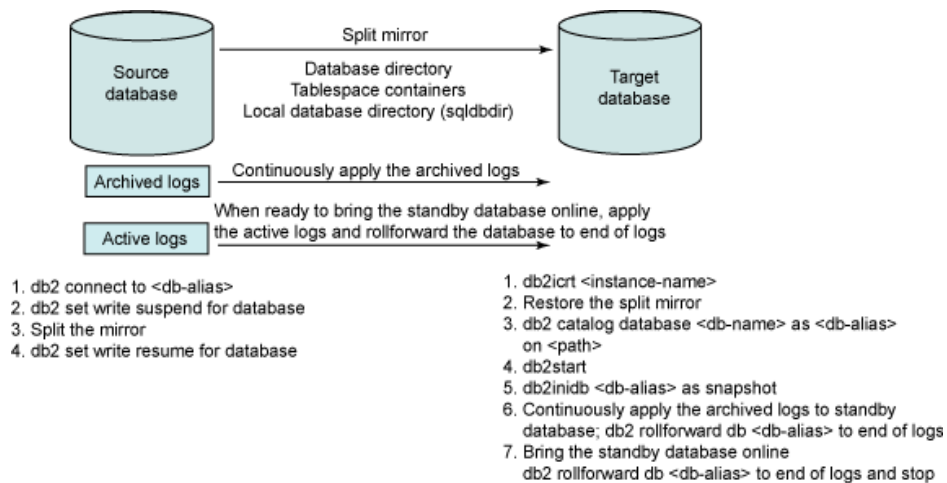 Source
database
Split mirror
Database directory
Tablespace containers
Local database directory (sqldbdir)
Target
database
Archived logs
Continuously apply the archived logs
When ready to bring the standby database online, apply
the active logs and rollforward the database to end of logs
Active logs
1. db2 connect to <db-alias>
2. db2 set write suspend for database
3. Split the mirror
4. db2 set write resume for database
1. db2icrt <instance-name>
2. Restore the split mirror
3. db2 catalog database <db-name> as <db-alias>
on <path>
4. db2start
5. db2inidb <db-alias> as snapshot
6. Continuously apply the archived logs to standby
database; db2 rollforward db <db-alias> to end of logs
7. Bring the standby database online
db2 rollforward db <db-alias> to end of logs and stop